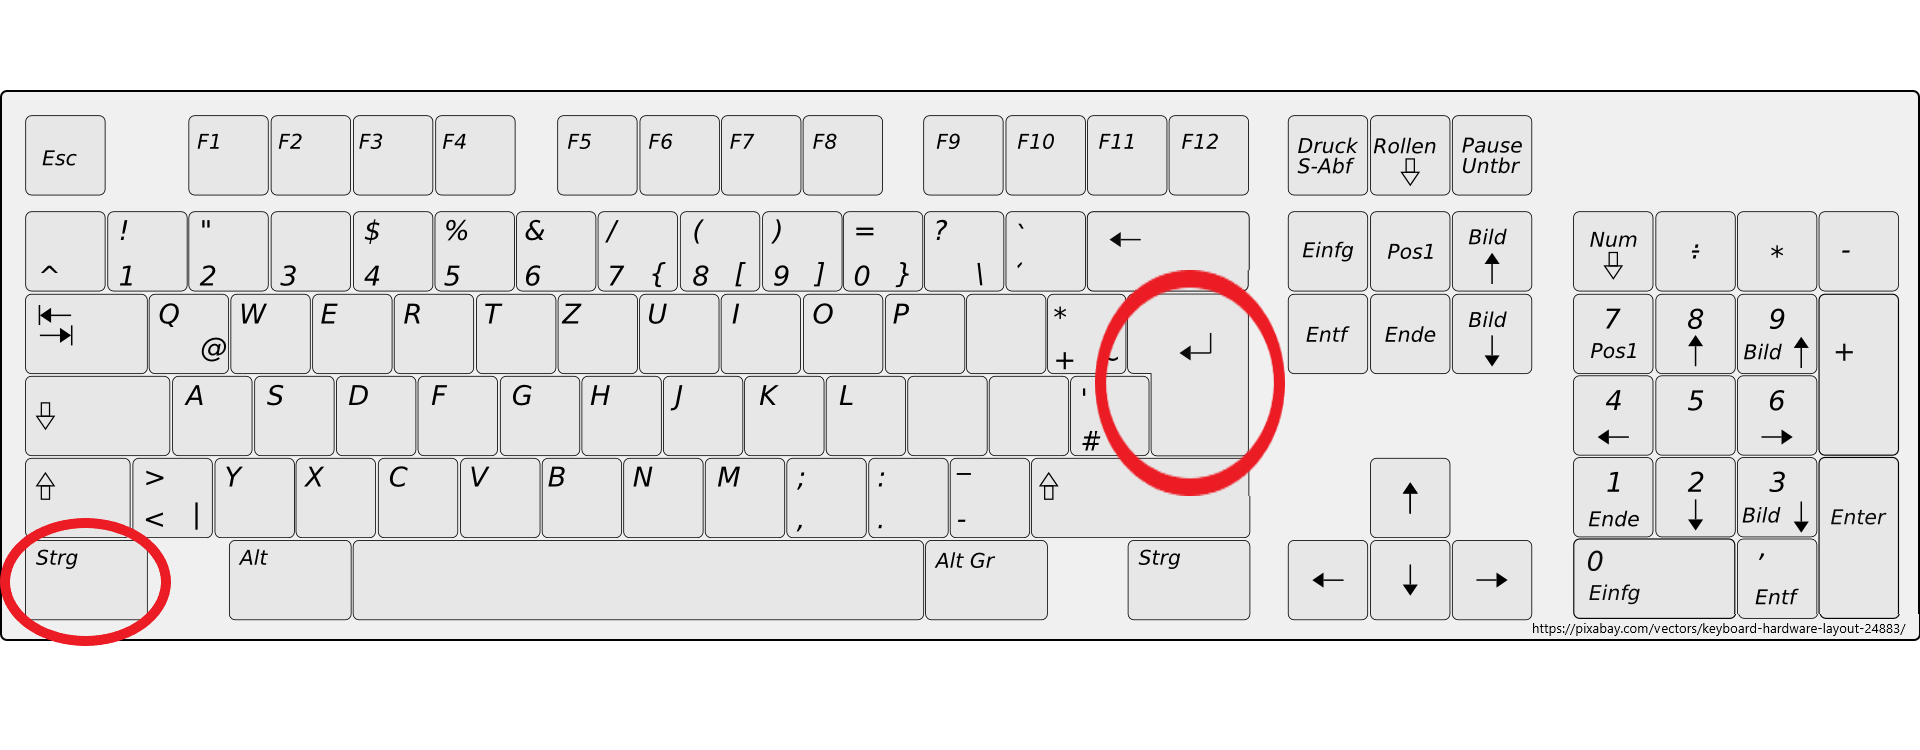 Esc F1 F2 F3 F4 F5 F6 F7 F8 F9 F10 F11 F12 Druck S-Abf Rollen Pause Untbr
^ ! 1 " 2 3 $ 4 % 5 & 6 / 7 { ( 8 [ ) 9 ] = 0 } ? \ ` ´ ← Einfg Pos1 Bild ↑ Num ÷ * -
Q @ W E R T Z U I O P * + ~ Entf Ende Bild ↓ 7 Pos1 8 ↑ 9 Bild ↑ +
A S D F G H J K L ' # 4 ← 5 6 →
> < | Y X C V B N M ; , : . _ - ↑ 1 Ende 2 ↓ 3 Bild ↓ Enter
Strg Alt Alt Gr Strg ← ↓ → 0 Einfg , Entf
https://pixabay.com/vectors/keyboard-hardware-layout-24883/